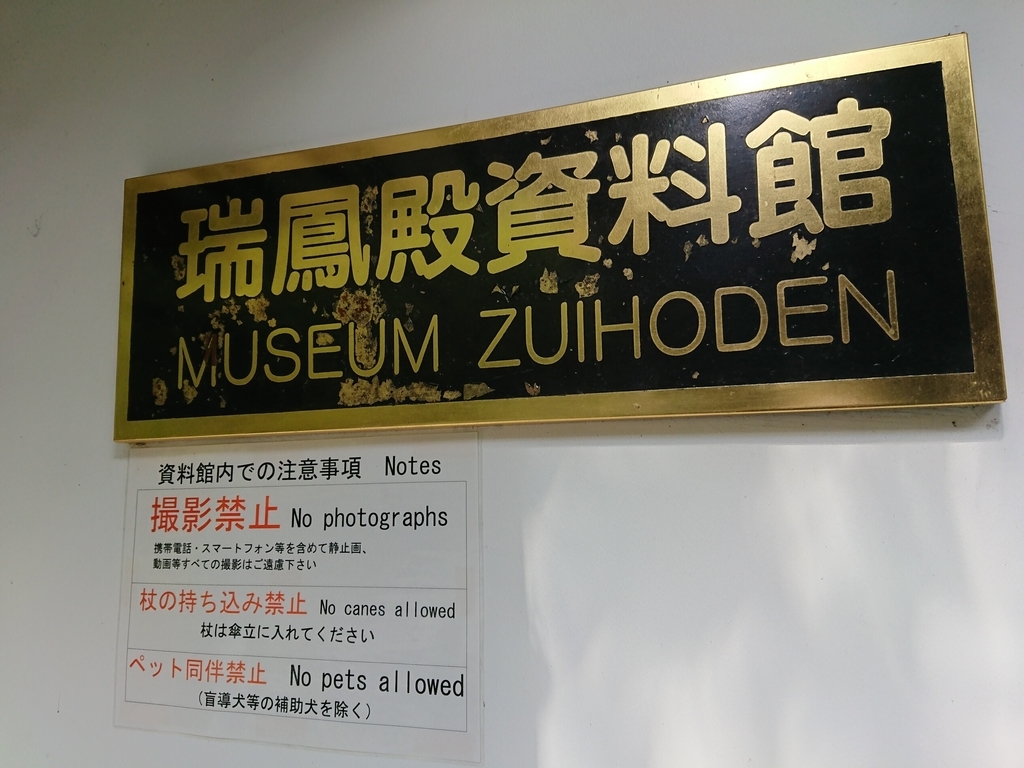 瑞鳳殿資料館
MUSEUM ZUIHODEN
資料館内での注意事項 Notes
撮影禁止 No photographs
携帯電話・スマートフォン等を含めて静止画、
動画等すべての撮影はご遠慮下さい
杖の持ち込み禁止 No canes allowed
杖は傘立に入れてください
ペット同伴禁止 No pets allowed
（盲導犬等の補助犬を除く）